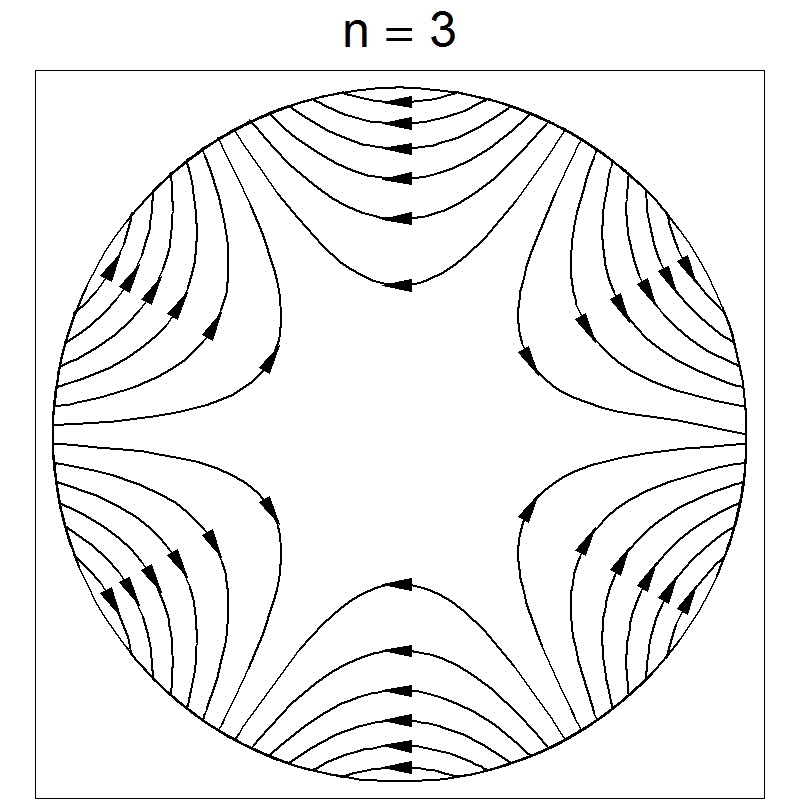 n = 3